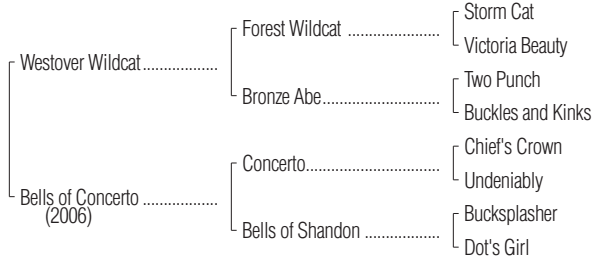 Storm Cat
Forest Wildcat ......................
Victoria Beauty
Westover Wildcat..................
Two Punch
Bronze Abe............................
Buckles and Kinks
Chief's Crown
Concerto................................
Undeniably
Bells of Concerto ..................
(2006)
Bucksplasher
Bells of Shandon ..................
Dot's Girl